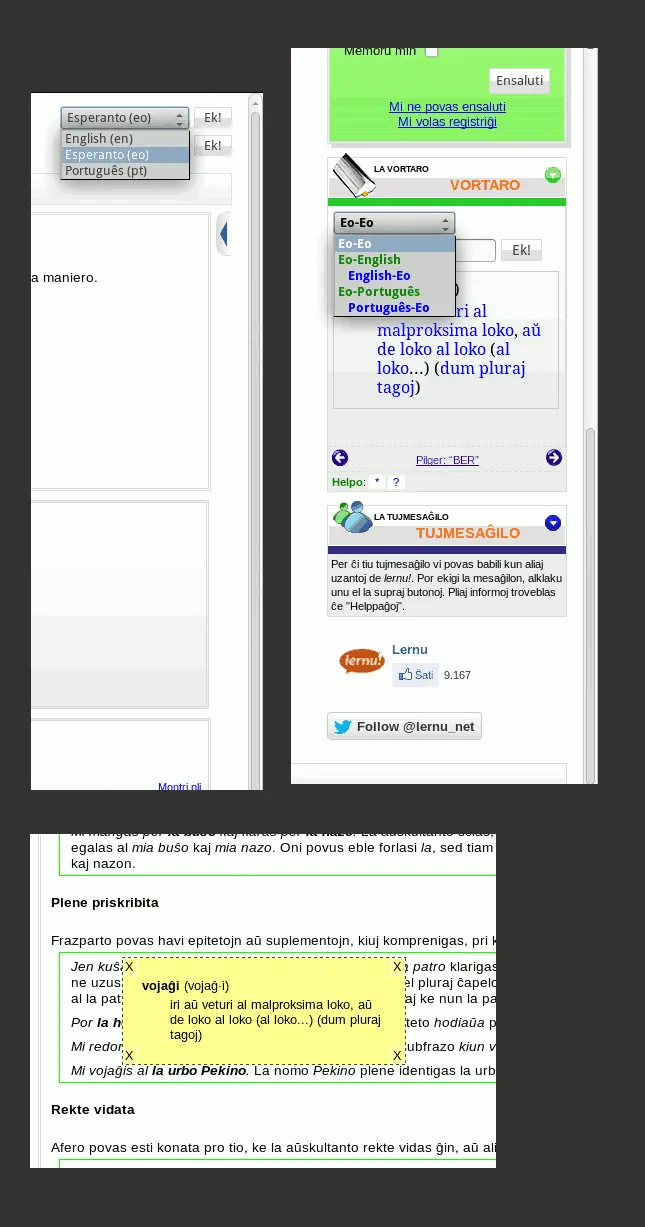 Esperanto (eo)
Ek!
English (en)
Esperanto (eo)
Português (pt)
Ek!
a maniero.
Montri pli
Memoru min
Ensaluti
Mi ne povas ensaluti
Mi volas registriĝi
LA VORTARO
VORTARO
Eo-Eo
Eo-Eo
Eo-English
English-Eo
Eo-Português
Português-Eo
Ek!
)
ri al
malproksima loko, aŭ
de loko al loko (al
loko...) (dum pluraj
tagoj)
Pilger: "BER"
Helpo: * ?
LA TUJMESAĜILO
TUJMESAĜILO
Per ĉi tiu tujmesaĝilo vi povas babili kun aliaj
uzantoj de lernu!. Por ekigi la mesaĝilon, alklaku
unu el la supraj butonoj. Pliaj informoj troveblas
ĉe "Helppaĝoj".
lernu!
Lernu
Ŝati 9.167
Follow @lernu_net
Mi mangas per la buŝo kaj flaras per la nazo. La aŭskultanto scias,
egalas al mia buŝo kaj mia nazo. Oni povus eble forlasi la, sed tiam
kaj nazon.
Plene priskribita
Frazparto povas havi epitetojn aŭ suplementojn, kiuj komprenigas, pri k
Jen kuŝ
patro klarigas
ne uzus
el pluraj ĉapelo
al la pat
aj ke nun la pa
Por la h
teto hodiaŭa p
Mi redor
ubfrazo kiun v
Mi vojaĝis al la urbo Pekino. La nomo Pekino plene identigas la urb
X X
vojaĝi (vojaĝ·i)
iri aŭ veturi al malproksima loko, aŭ
de loko al loko (al loko...) (dum pluraj
tagoj)
X X
Rekte vidata
Afero povas esti konata pro tio, ke la aŭskultanto rekte vidas ĝin, aŭ ali